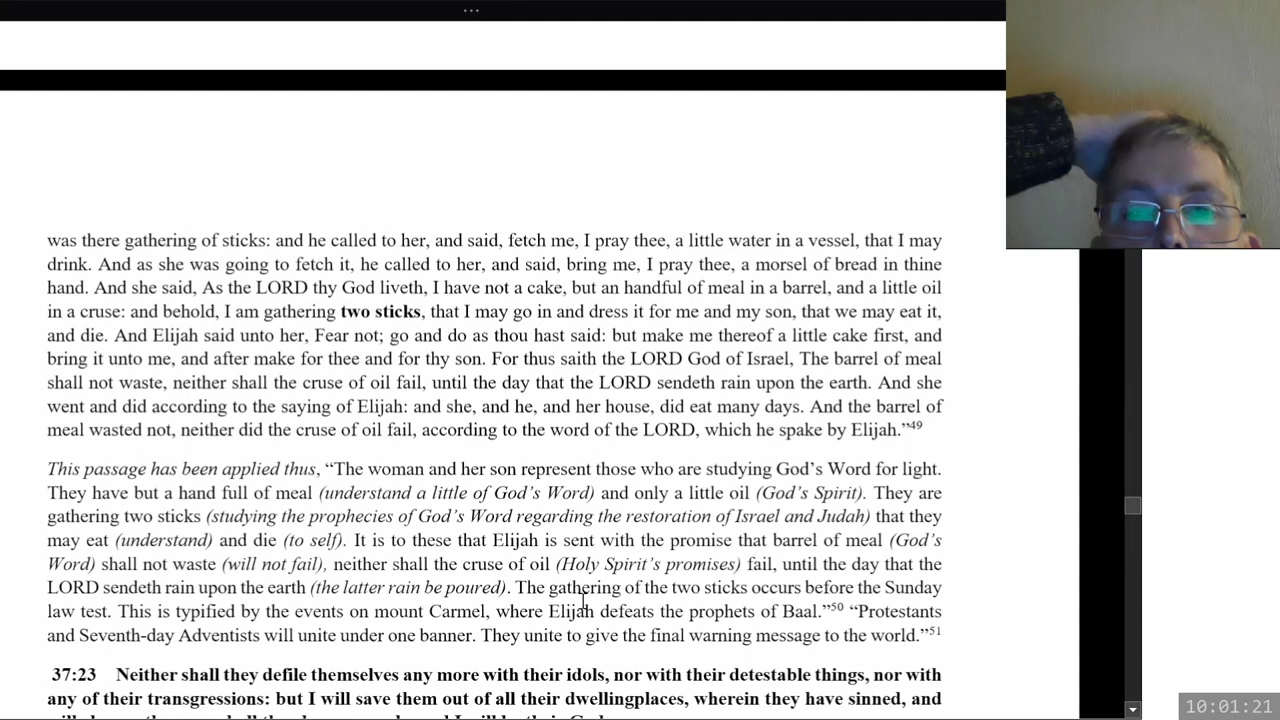 ...
was there gathering of sticks: and he called to her, and said, fetch me, I pray thee, a little water in a vessel, that I may
drink. And as she was going to fetch it, he called to her, and said, bring me, I pray thee, a morsel of bread in thine
hand. And she said, As the LORD thy God liveth, I have not a cake, but an handful of meal in a barrel, and a little oil
in a cruse: and behold, I am gathering two sticks, that I may go in and dress it for me and my son, that we may eat it,
and die. And Elijah said unto her, Fear not; go and do as thou hast said: but make me thereof a little cake first, and
bring it unto me, and after make for thee and for thy son. For thus saith the LORD God of Israel, The barrel of meal
shall not waste, neither shall the cruse of oil fail, until the day that the LORD sendeth rain upon the earth. And she
went and did according to the saying of Elijah: and she, and he, and her house, did eat many days. And the barrel of
meal wasted not, neither did the cruse of oil fail, according to the word of the LORD, which he spake by Elijah.”49
This passage has been applied thus, “The woman and her son represent those who are studying God’s Word for light.
They have but a hand full of meal (understand a little of God’s Word) and only a little oil (God’s Spirit). They are
gathering two sticks (studying the prophecies of God’s Word regarding the restoration of Israel and Judah) that they
may eat (understand) and die (to self). It is to these that Elijah is sent with the promise that barrel of meal (God’s
Word) shall not waste (will not fail), neither shall the cruse of oil (Holy Spirit’s promises) fail, until the day that the
LORD sendeth rain upon the earth (the latter rain be poured). The gathering of the two sticks occurs before the Sunday
law test. This is typified by the events on mount Carmel, where Elijah defeats the prophets of Baal.”50 “Protestants
and Seventh-day Adventists will unite under one banner. They unite to give the final warning message to the world.”51
37:23 Neither shall they defile themselves any more with their idols, nor with their detestable things, nor with
any of their transgressions: but I will save them out of all their dwellingplaces, wherein they have sinned, and
10:01:21